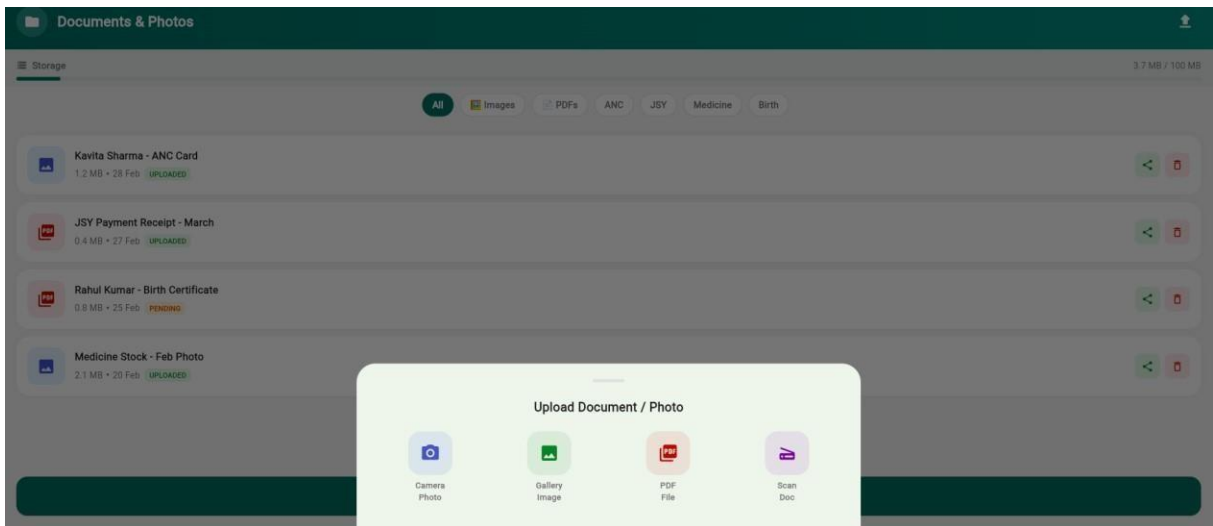 Documents & Photos
Storage
3.7 MB / 100 MB
All
Images
PDFs
ANC
JSY
Medicine
Birth
Kavita Sharma - ANC Card
1.2 MB • 28 Feb UPLOADED
JSY Payment Receipt - March
0.4 MB • 27 Feb UPLOADED
Rahul Kumar - Birth Certificate
0.8 MB • 25 Feb PENDING
Medicine Stock - Feb Photo
2.1 MB • 20 Feb UPLOADED
Upload Document / Photo
Camera
Photo
Gallery
Image
PDF
PDF
File
Scan
Doc